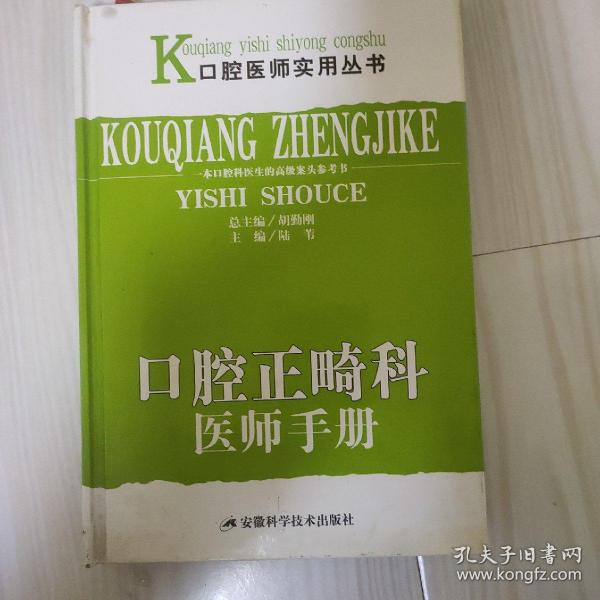 Kouqiang yishi shiyong congshu
口腔医师实用丛书
KOUQIANG ZHENGJIKE
一本口腔科医生的高级案头参考书
YISHI SHOUCE
总主编/胡勤刚
主 编/陆 苇
口腔正畸科
医师手册
安徽科学技术出版社
孔夫子旧书网
www.kongfz.com